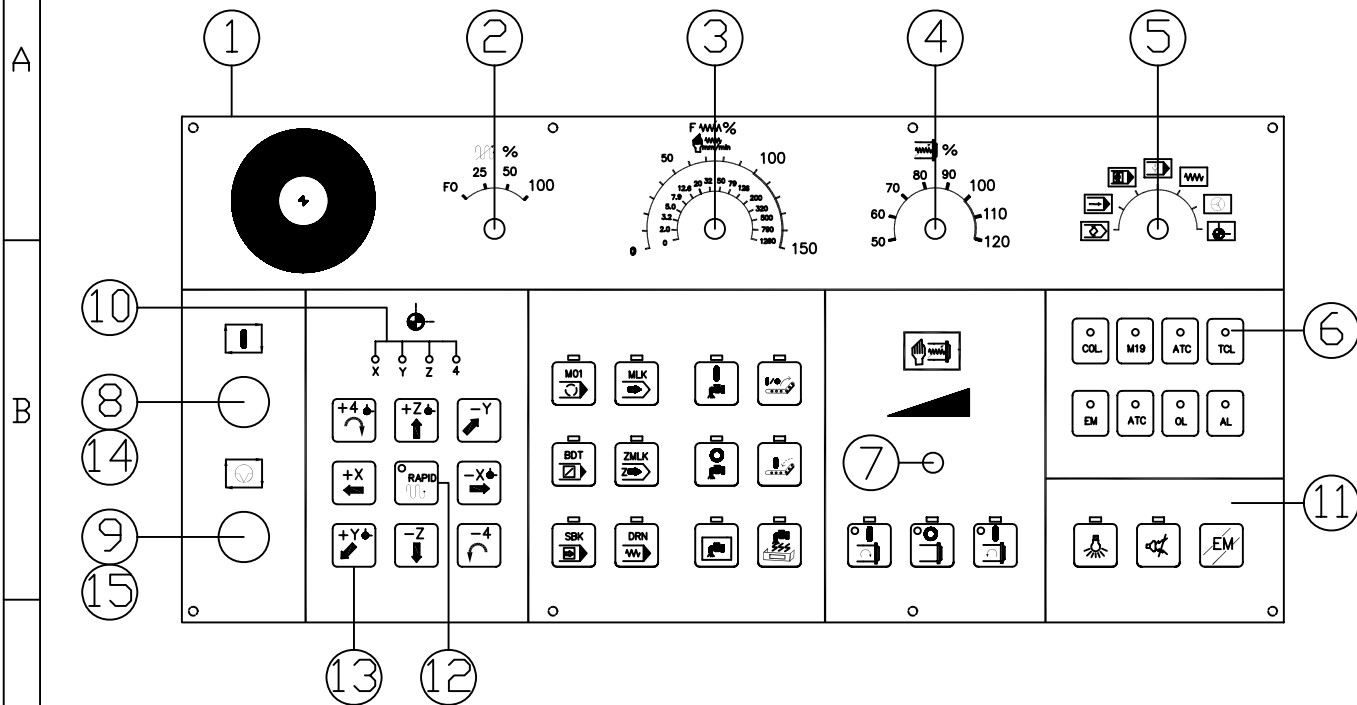 A
1 2 3 4 5
F %
mm/min
%
%
25 50
F0 100
50 100
0 150
12.6 20 32 50 79 126
7.9 200
5.0 320
3.2 500
2.0 790
0 1260
80 90
70 100
60 110
50 120
B
10
X Y Z 4
COL. M19 ATC TCL
6
EM ATC OL AL
8
14
9
15
+4 +Z -Y
+X RAPID -X
+Y -Z -4
M01 MLK
I/O
BDT ZMLK
Z
SBK DRN
7
11
EM
13 12